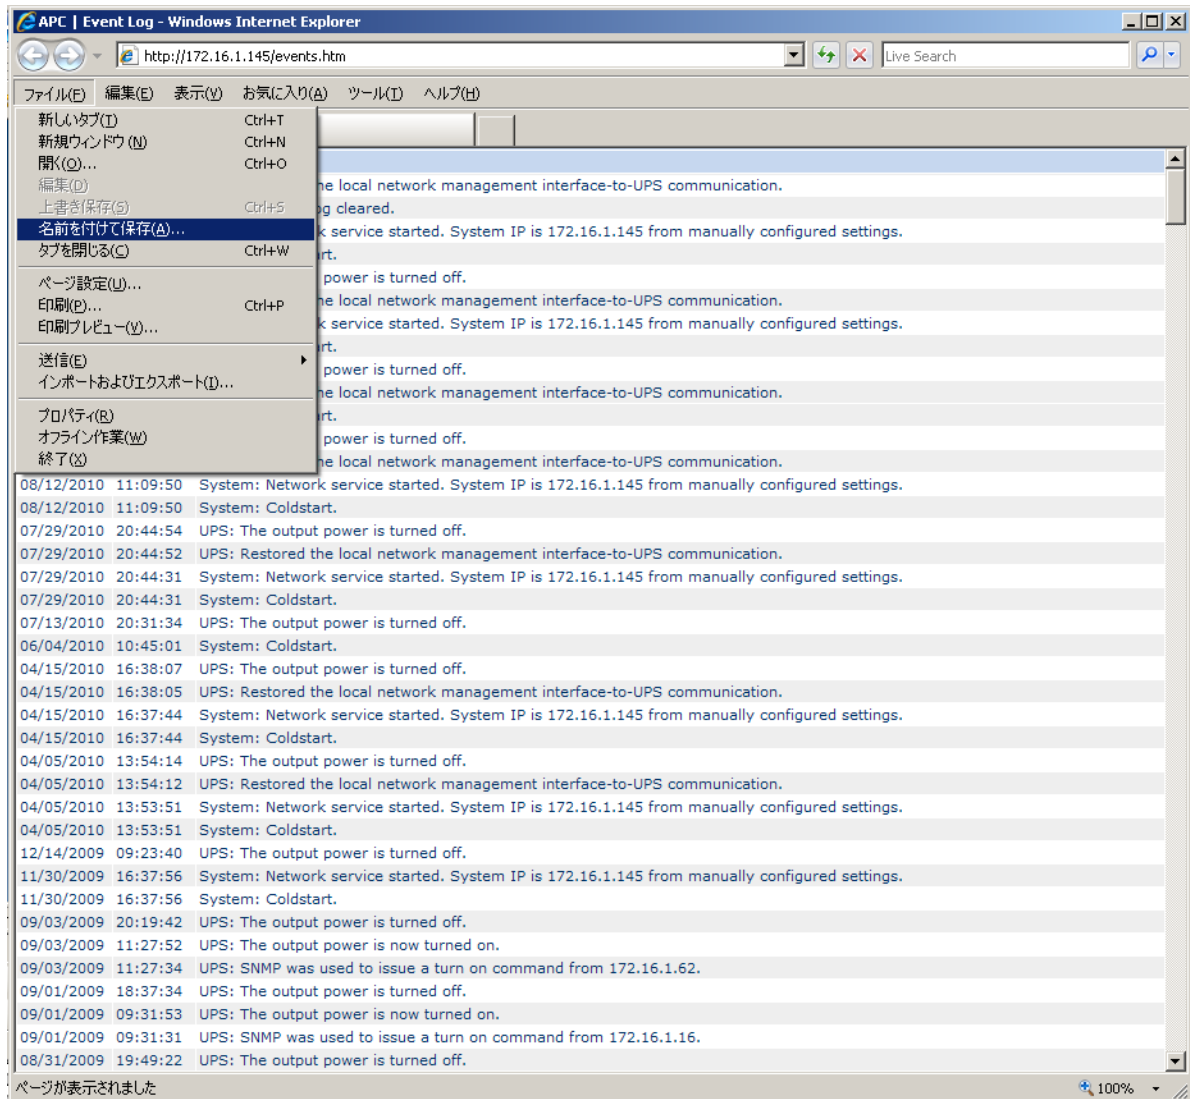 APC | Event Log - Windows Internet Explorer
http://172.16.1.145/events.htm
Live Search
ファイル(F) 編集(E) 表示(V) お気に入り(A) ツール(T) ヘルプ(H)
新しいタブ(T) Ctrl+T
新規ウィンドウ(N) Ctrl+N
開く(O)... Ctrl+O
編集(D)
上書き保存(S) Ctrl+S
名前を付けて保存(A)...
タブを閉じる(C) Ctrl+W
ページ設定(U)...
印刷(P)... Ctrl+P
印刷プレビュー(V)...
送信(E)
インポートおよびエクスポート(I)...
プロパティ(R)
オフライン作業(W)
終了(X)
he local network management interface-to-UPS communication.
og cleared.
k service started. System IP is 172.16.1.145 from manually configured settings.
rt.
power is turned off.
he local network management interface-to-UPS communication.
k service started. System IP is 172.16.1.145 from manually configured settings.
rt.
power is turned off.
he local network management interface-to-UPS communication.
rt.
power is turned off.
he local network management interface-to-UPS communication.
08/12/2010 11:09:50 System: Network service started. System IP is 172.16.1.145 from manually configured settings.
08/12/2010 11:09:50 System: Coldstart.
07/29/2010 20:44:54 UPS: The output power is turned off.
07/29/2010 20:44:52 UPS: Restored the local network management interface-to-UPS communication.
07/29/2010 20:44:31 System: Network service started. System IP is 172.16.1.145 from manually configured settings.
07/29/2010 20:44:31 System: Coldstart.
07/13/2010 20:31:34 UPS: The output power is turned off.
06/04/2010 10:45:01 System: Coldstart.
04/15/2010 16:38:07 UPS: The output power is turned off.
04/15/2010 16:38:05 UPS: Restored the local network management interface-to-UPS communication.
04/15/2010 16:37:44 System: Network service started. System IP is 172.16.1.145 from manually configured settings.
04/15/2010 16:37:44 System: Coldstart.
04/05/2010 13:54:14 UPS: The output power is turned off.
04/05/2010 13:54:12 UPS: Restored the local network management interface-to-UPS communication.
04/05/2010 13:53:51 System: Network service started. System IP is 172.16.1.145 from manually configured settings.
04/05/2010 13:53:51 System: Coldstart.
12/14/2009 09:23:40 UPS: The output power is turned off.
11/30/2009 16:37:56 System: Network service started. System IP is 172.16.1.145 from manually configured settings.
11/30/2009 16:37:56 System: Coldstart.
09/03/2009 20:19:42 UPS: The output power is turned off.
09/03/2009 11:27:52 UPS: The output power is now turned on.
09/03/2009 11:27:34 UPS: SNMP was used to issue a turn on command from 172.16.1.62.
09/01/2009 18:37:34 UPS: The output power is turned off.
09/01/2009 09:31:53 UPS: The output power is now turned on.
09/01/2009 09:31:31 UPS: SNMP was used to issue a turn on command from 172.16.1.16.
08/31/2009 19:49:22 UPS: The output power is turned off.
ページが表示されました 100%